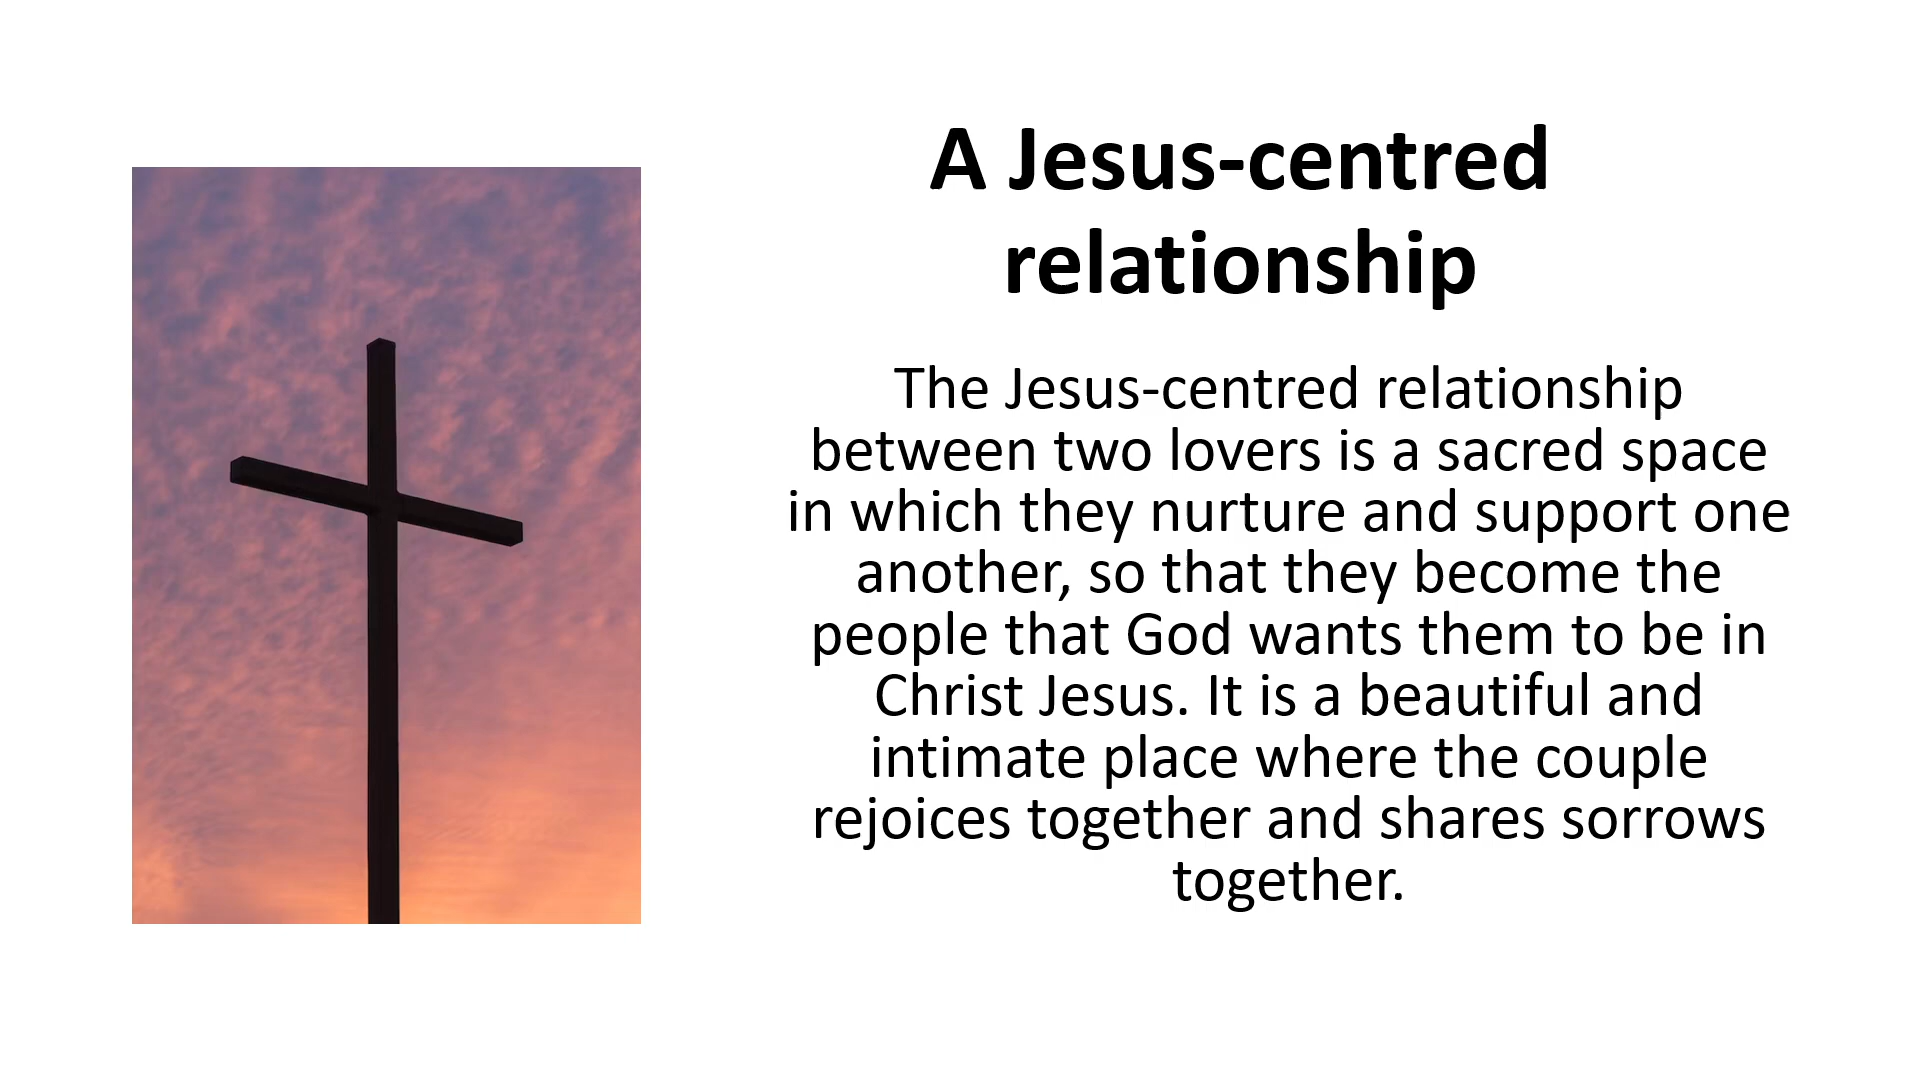 A Jesus-centred
relationship
The Jesus-centred relationship
between two lovers is a sacred space
in which they nurture and support one
another, so that they become the
people that God wants them to be in
Christ Jesus. It is a beautiful and
intimate place where the couple
rejoices together and shares sorrows
together.